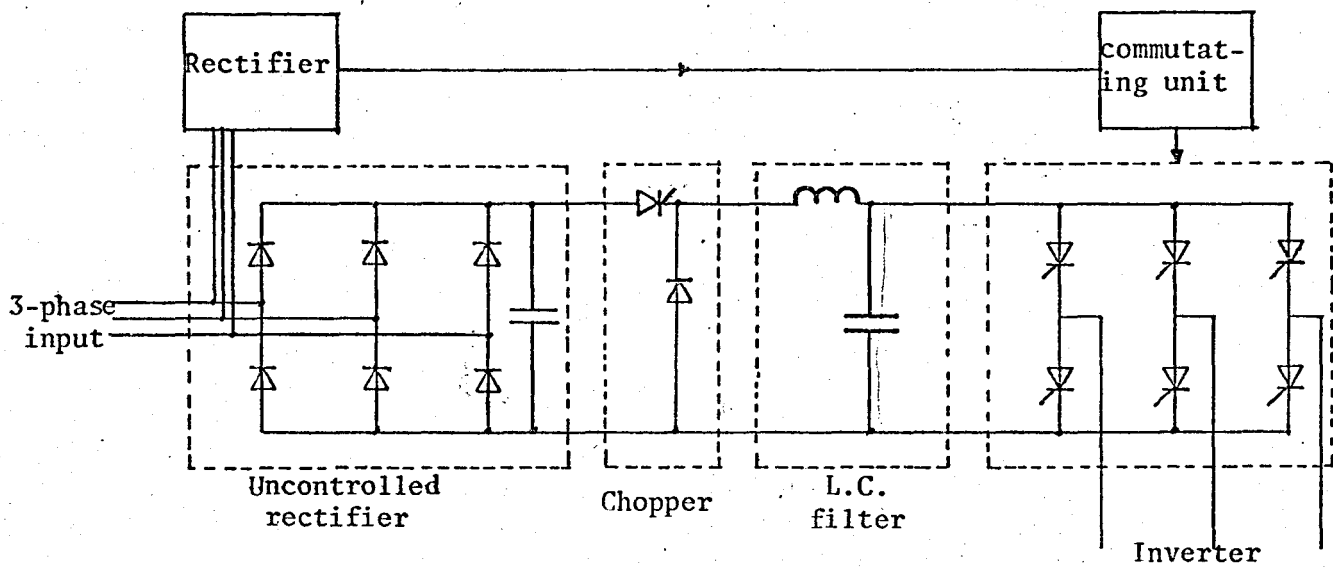 Rectifier
commutat-
ing unit
3-phase
input
Uncontrolled
rectifier
Chopper
L.C.
filter
Inverter